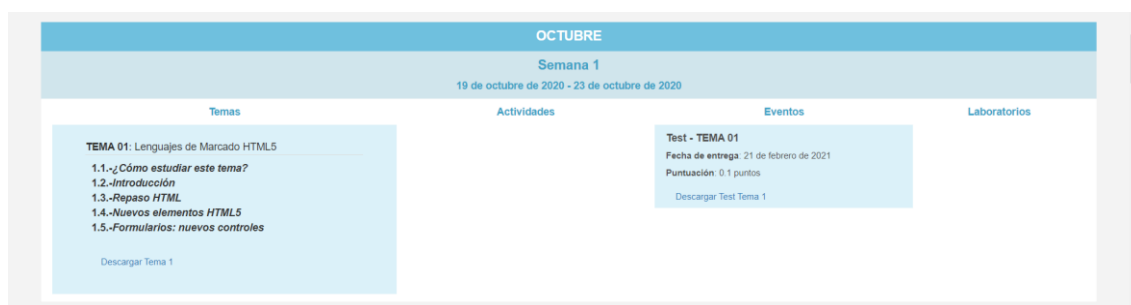 OCTUBRE
Semana 1
19 de octubre de 2020 - 23 de octubre de 2020
Temas
Actividades
Eventos
Laboratorios
TEMA 01: Lenguajes de Marcado HTML5
1.1.-¿Cómo estudiar este tema?
1.2.-Introducción
1.3.-Repaso HTML
1.4.-Nuevos elementos HTML5
1.5.-Formularios: nuevos controles
Descargar Tema 1
Test - TEMA 01
Fecha de entrega: 21 de febrero de 2021
Puntuación: 0.1 puntos
Descargar Test Tema 1